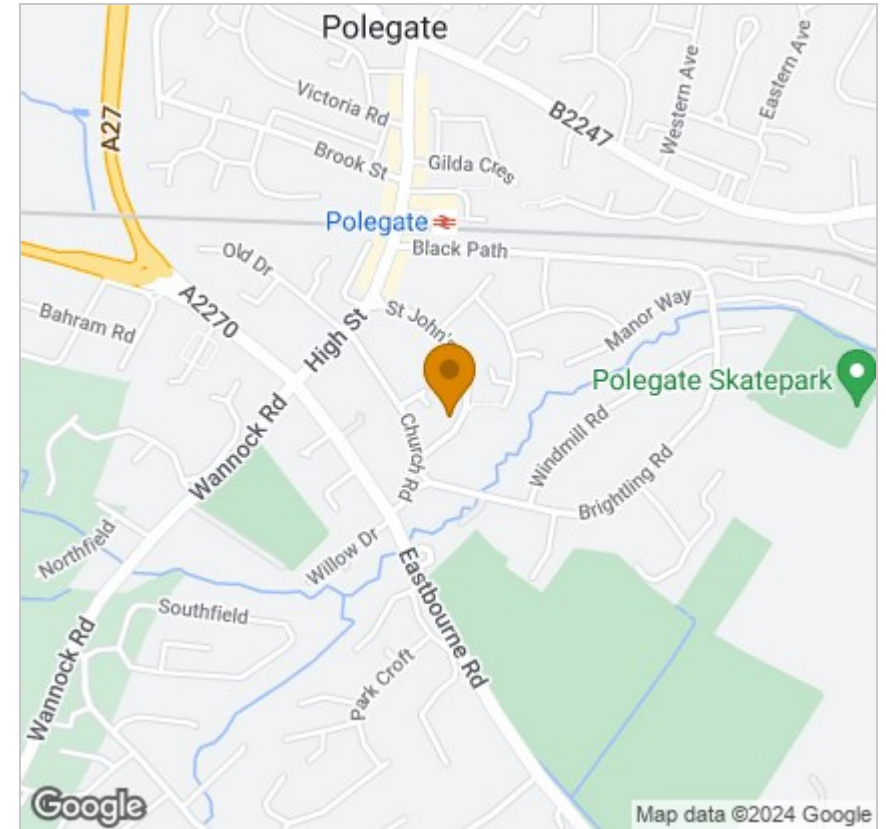 Polegate
A27
Victoria Rd
Brook St
Gilda Cres
B2247
Western Ave
Eastern Ave
Polegate
Black Path
Old Dr
A2270
Bahram Rd
High St
St John's
Manor Way
Polegate Skatepark
Wannock Rd
Church Rd
Windmill Rd
Brightling Rd
Northfield
Willow Dr
Eastbourne Rd
Southfield
Park Croft
Wannock Rd
Google
Map data ©2024 Google